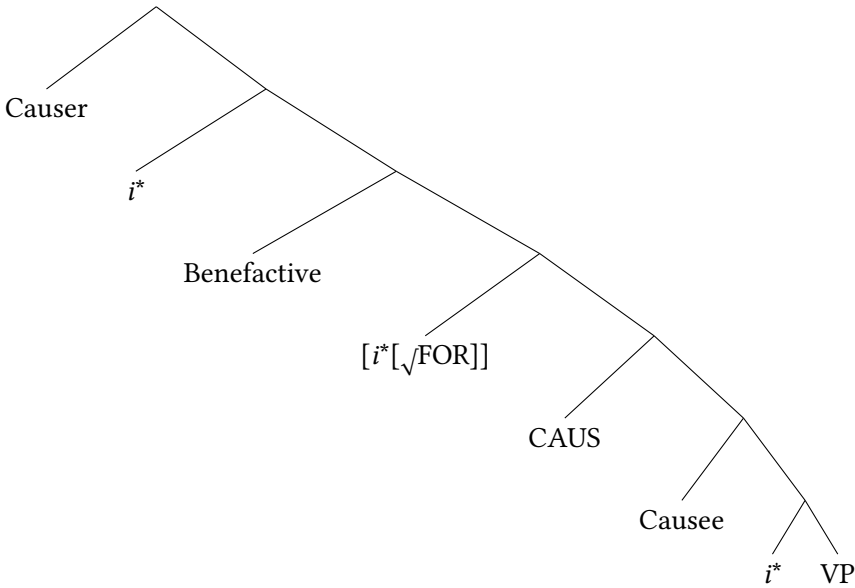 Causer
i*
Benefactive
[i*[√FOR]]
CAUS
Causee
i* VP